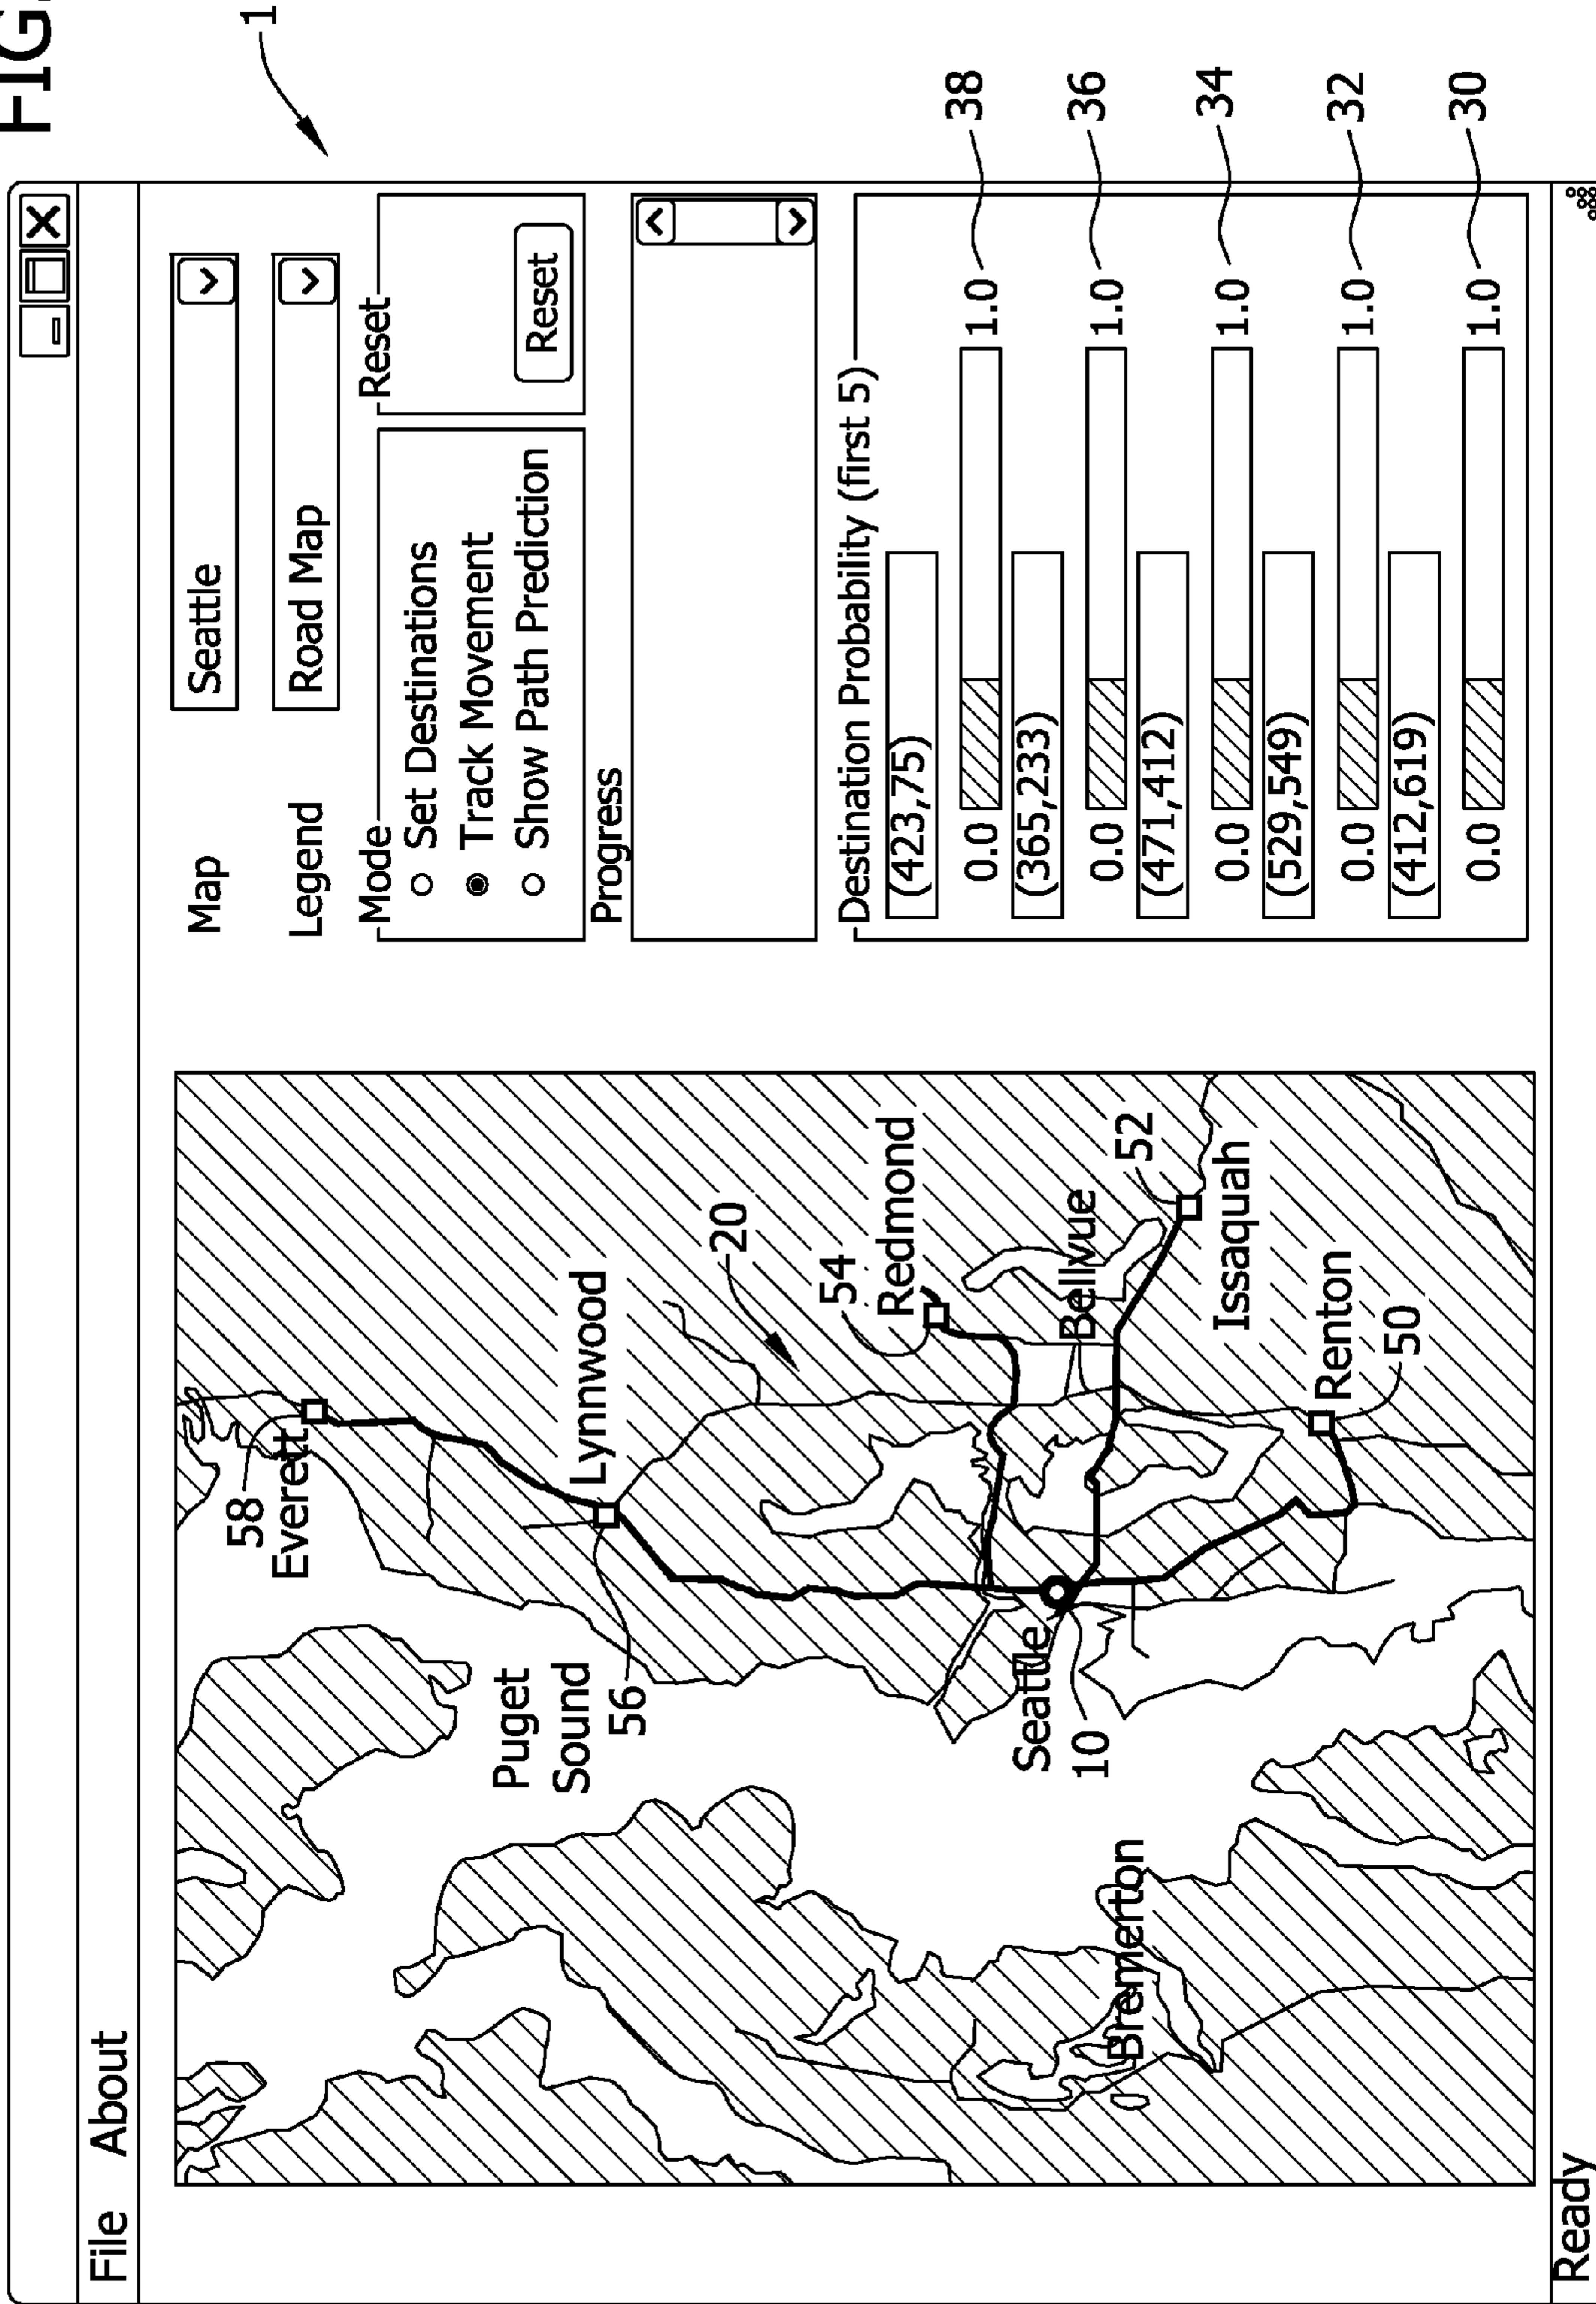 FIG.
1
File About
Map
Seattle
Legend
Road Map
Mode
Set Destinations
Track Movement
Show Path Prediction
Reset
Reset
Progress
Destination Probability (first 5)
(423,75)
0.0
1.0
38
(365,233)
0.0
1.0
36
(471,412)
0.0
1.0
34
(529,549)
0.0
1.0
32
(412,619)
0.0
1.0
30
58
Everett
Lynnwood
Puget
Sound
56
20
54
Redmond
Seattle
10
Bellvue
52
Issaquah
Bremerton
Renton
50
Ready